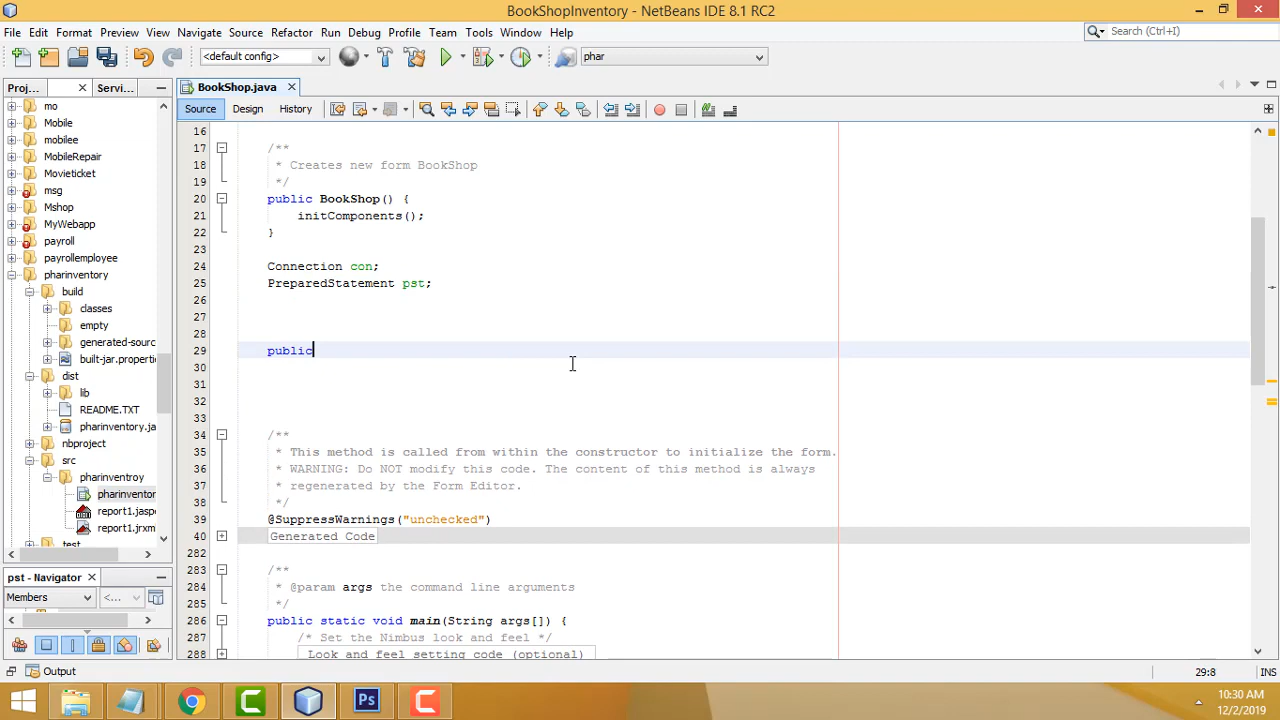 BookShopInventory - NetBeans IDE 8.1 RC2
File Edit Format Preview View Navigate Source Refactor Run Debug Profile Team Tools Window Help
Search (Ctrl+I)
<default config>
phar
Proj... Servi...
BookShop.java
Source Design History
mo
Mobile
mobilee
MobileRepair
Movieticket
msg
Mshop
MyWebapp
payroll
payrollemployee
pharinventory
build
classes
empty
generated-sourc
built-jar.propertie
dist
lib
README.TXT
pharinventory.ja
nbproject
src
pharinventroy
pharinventor
report1.jaspe
report1.jrxm
test
16
17 /**
18 * Creates new form BookShop
19 */
20 public BookShop() {
21 initComponents();
22 }
23
24 Connection con;
25 PreparedStatement pst;
26
27
28
29 public
30
31
32
33
34 /**
35 * This method is called from within the constructor to initialize the form.
36 * WARNING: Do NOT modify this code. The content of this method is always
37 * regenerated by the Form Editor.
38 */
39 @SuppressWarnings("unchecked")
40 Generated Code
282
283 /**
284 * @param args the command line arguments
285 */
286 public static void main(String args[]) {
287 /* Set the Nimbus look and feel */
288 Look and feel setting code (optional)
pst - Navigator
Members <...
Output
29:8 INS
Ps
10:30 AM
12/2/2019